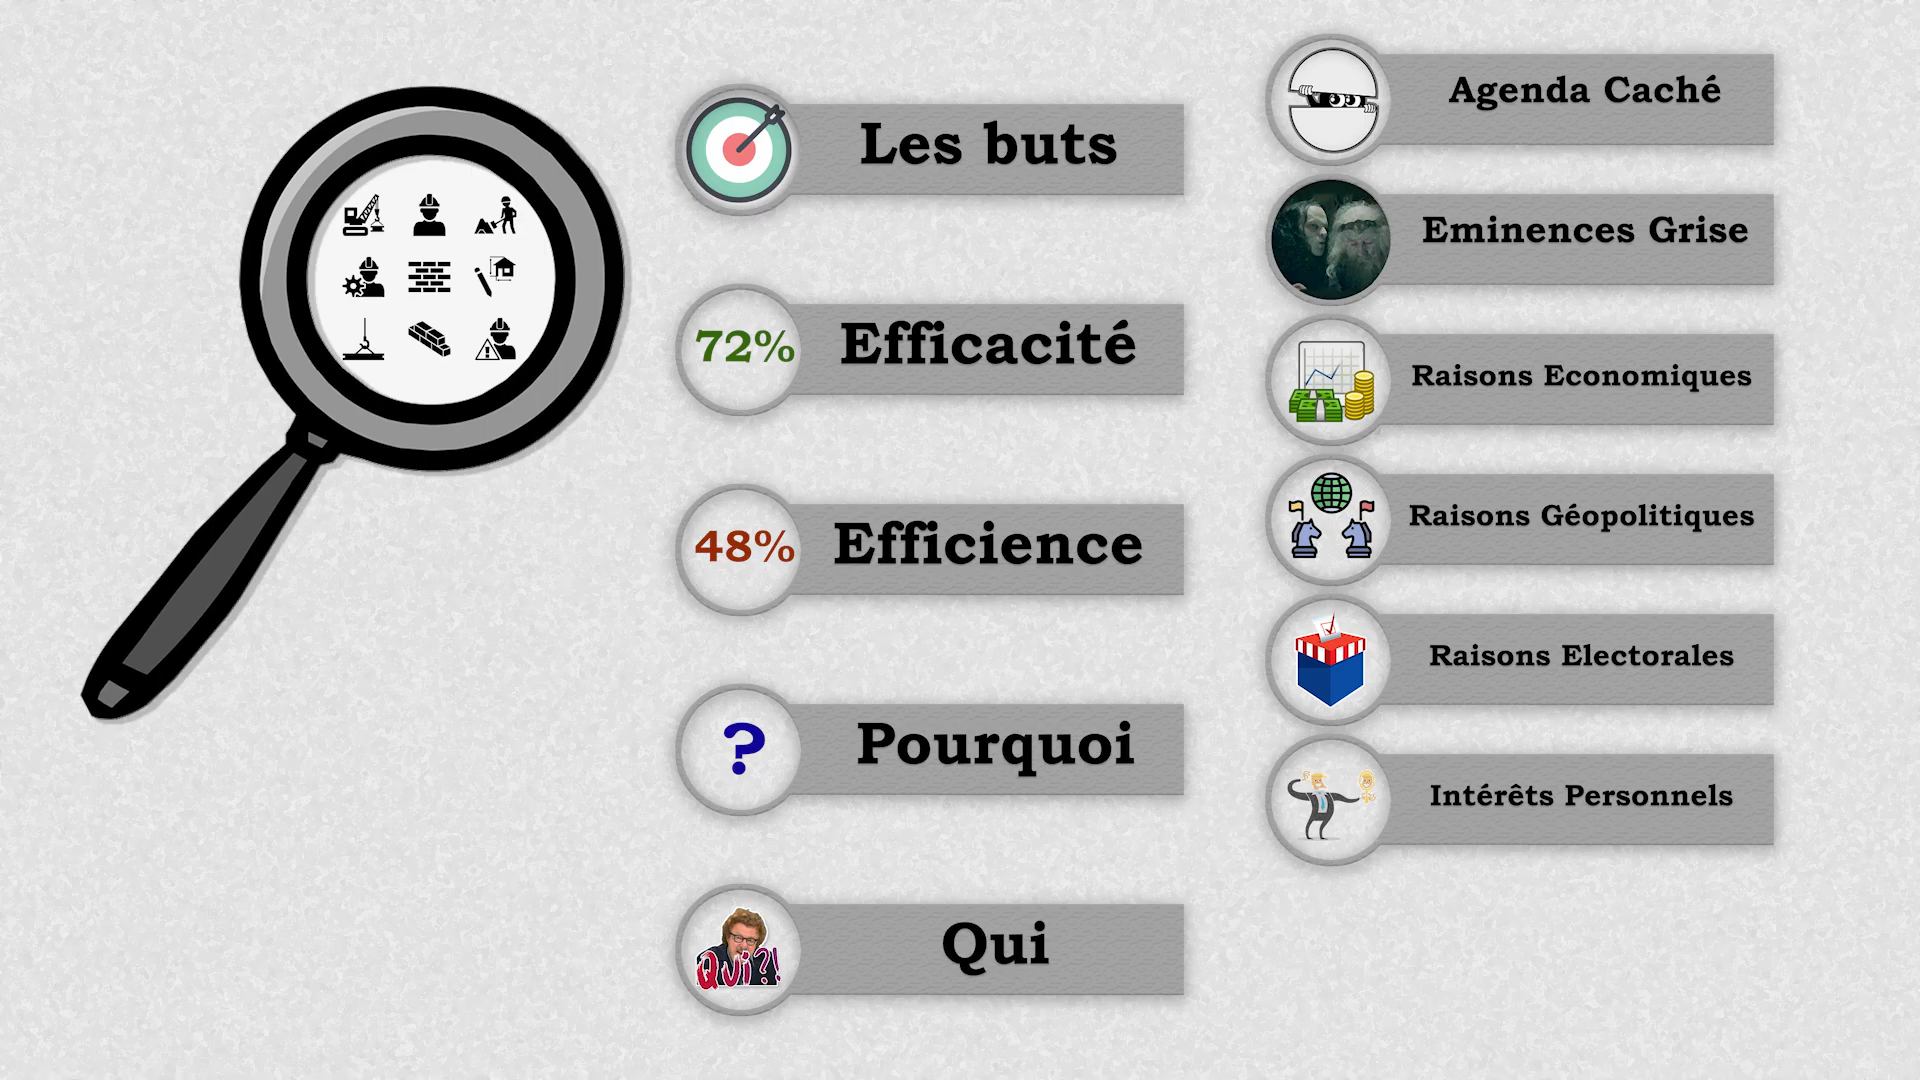 Les buts
72%
Efficacité
48%
Efficience
?
Pourquoi
Qui?!
Qui
Agenda Caché
Eminences Grise
Raisons Economiques
Raisons Géopolitiques
Raisons Electorales
Intérêts Personnels